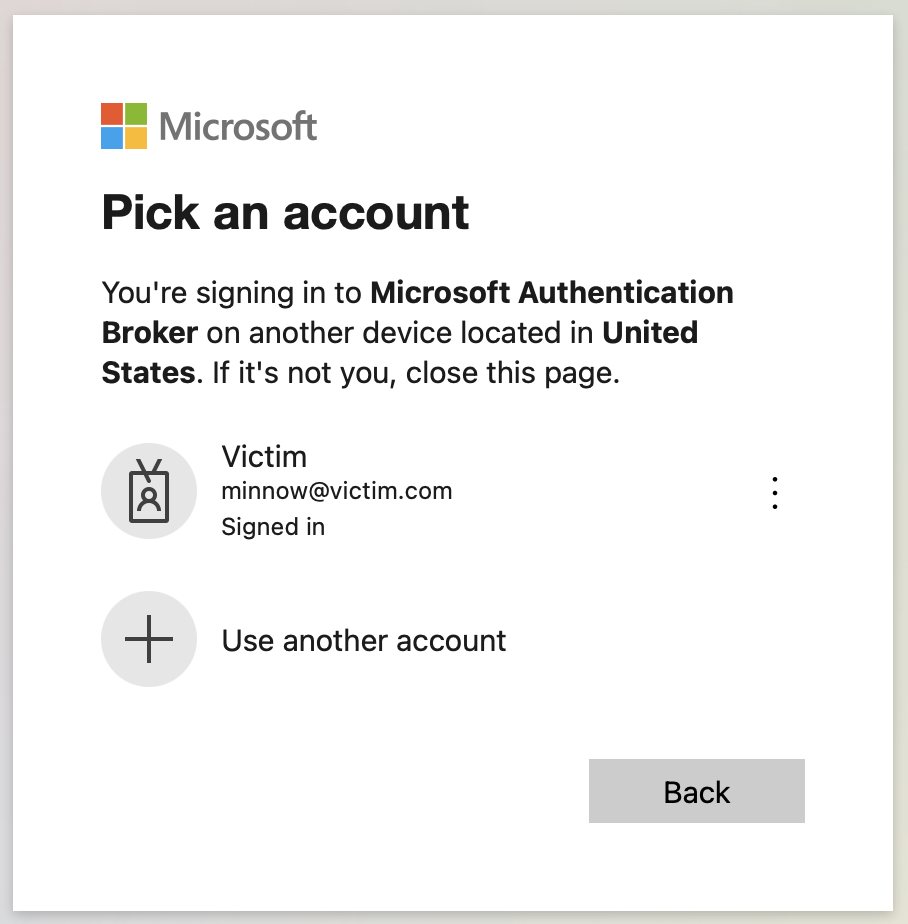 Microsoft
Pick an account
You're signing in to Microsoft Authentication
Broker on another device located in United
States. If it's not you, close this page.
Victim
minnow@victim.com
Signed in
Use another account
Back